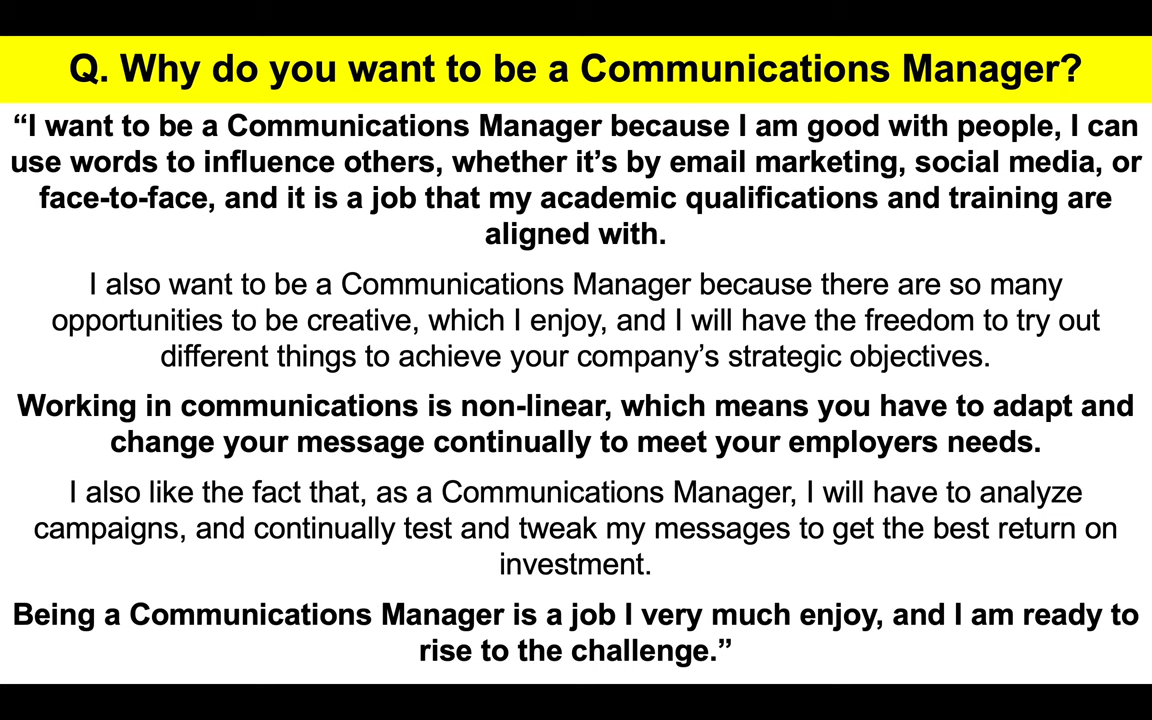 Q. Why do you want to be a Communications Manager?
“I want to be a Communications Manager because I am good with people, I can
use words to influence others, whether it’s by email marketing, social media, or
face-to-face, and it is a job that my academic qualifications and training are
aligned with.
I also want to be a Communications Manager because there are so many
opportunities to be creative, which I enjoy, and I will have the freedom to try out
different things to achieve your company’s strategic objectives.
Working in communications is non-linear, which means you have to adapt and
change your message continually to meet your employers needs.
I also like the fact that, as a Communications Manager, I will have to analyze
campaigns, and continually test and tweak my messages to get the best return on
investment.
Being a Communications Manager is a job I very much enjoy, and I am ready to
rise to the challenge.”